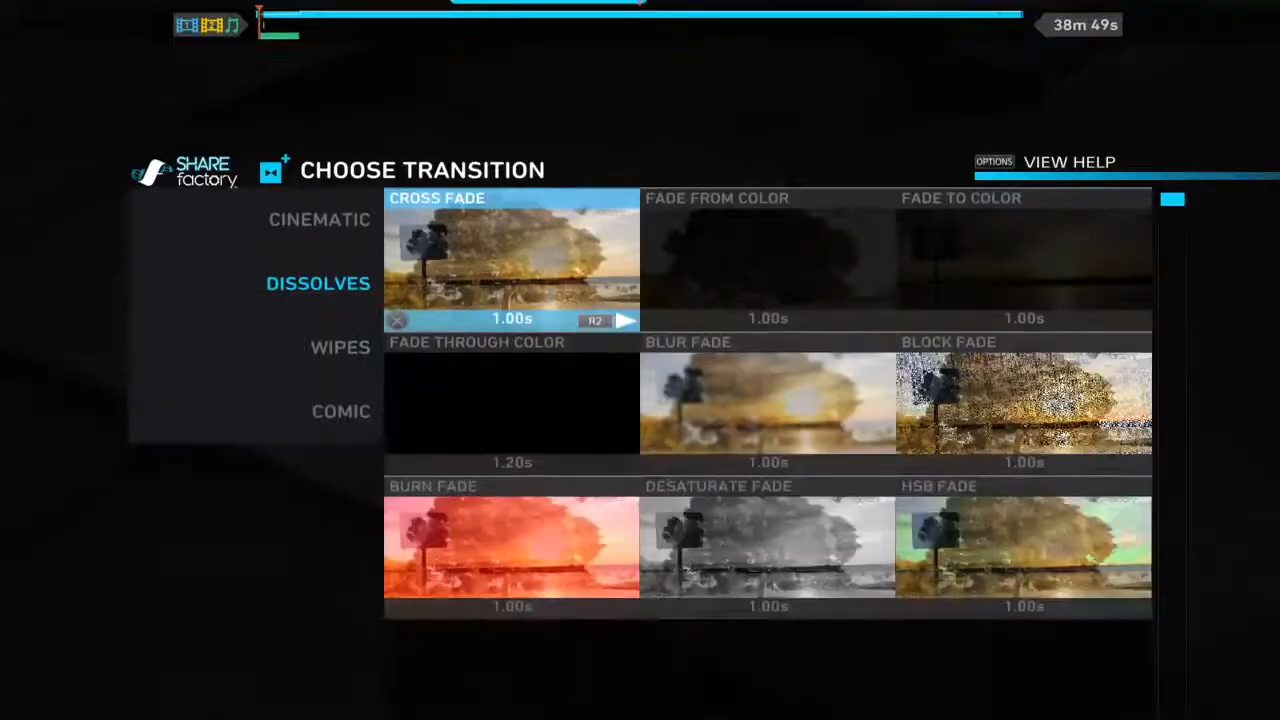 1 2
38m 49s
SHARE
factory
CHOOSE TRANSITION
OPTIONS VIEW HELP
CINEMATIC
DISSOLVES
WIPES
COMIC
CROSS FADE
1.00s R2
FADE FROM COLOR
1.00s
FADE TO COLOR
1.00s
FADE THROUGH COLOR
1.20s
BLUR FADE
1.00s
BLOCK FADE
1.00s
BURN FADE
1.00s
DESATURATE FADE
1.00s
HSB FADE
1.00s